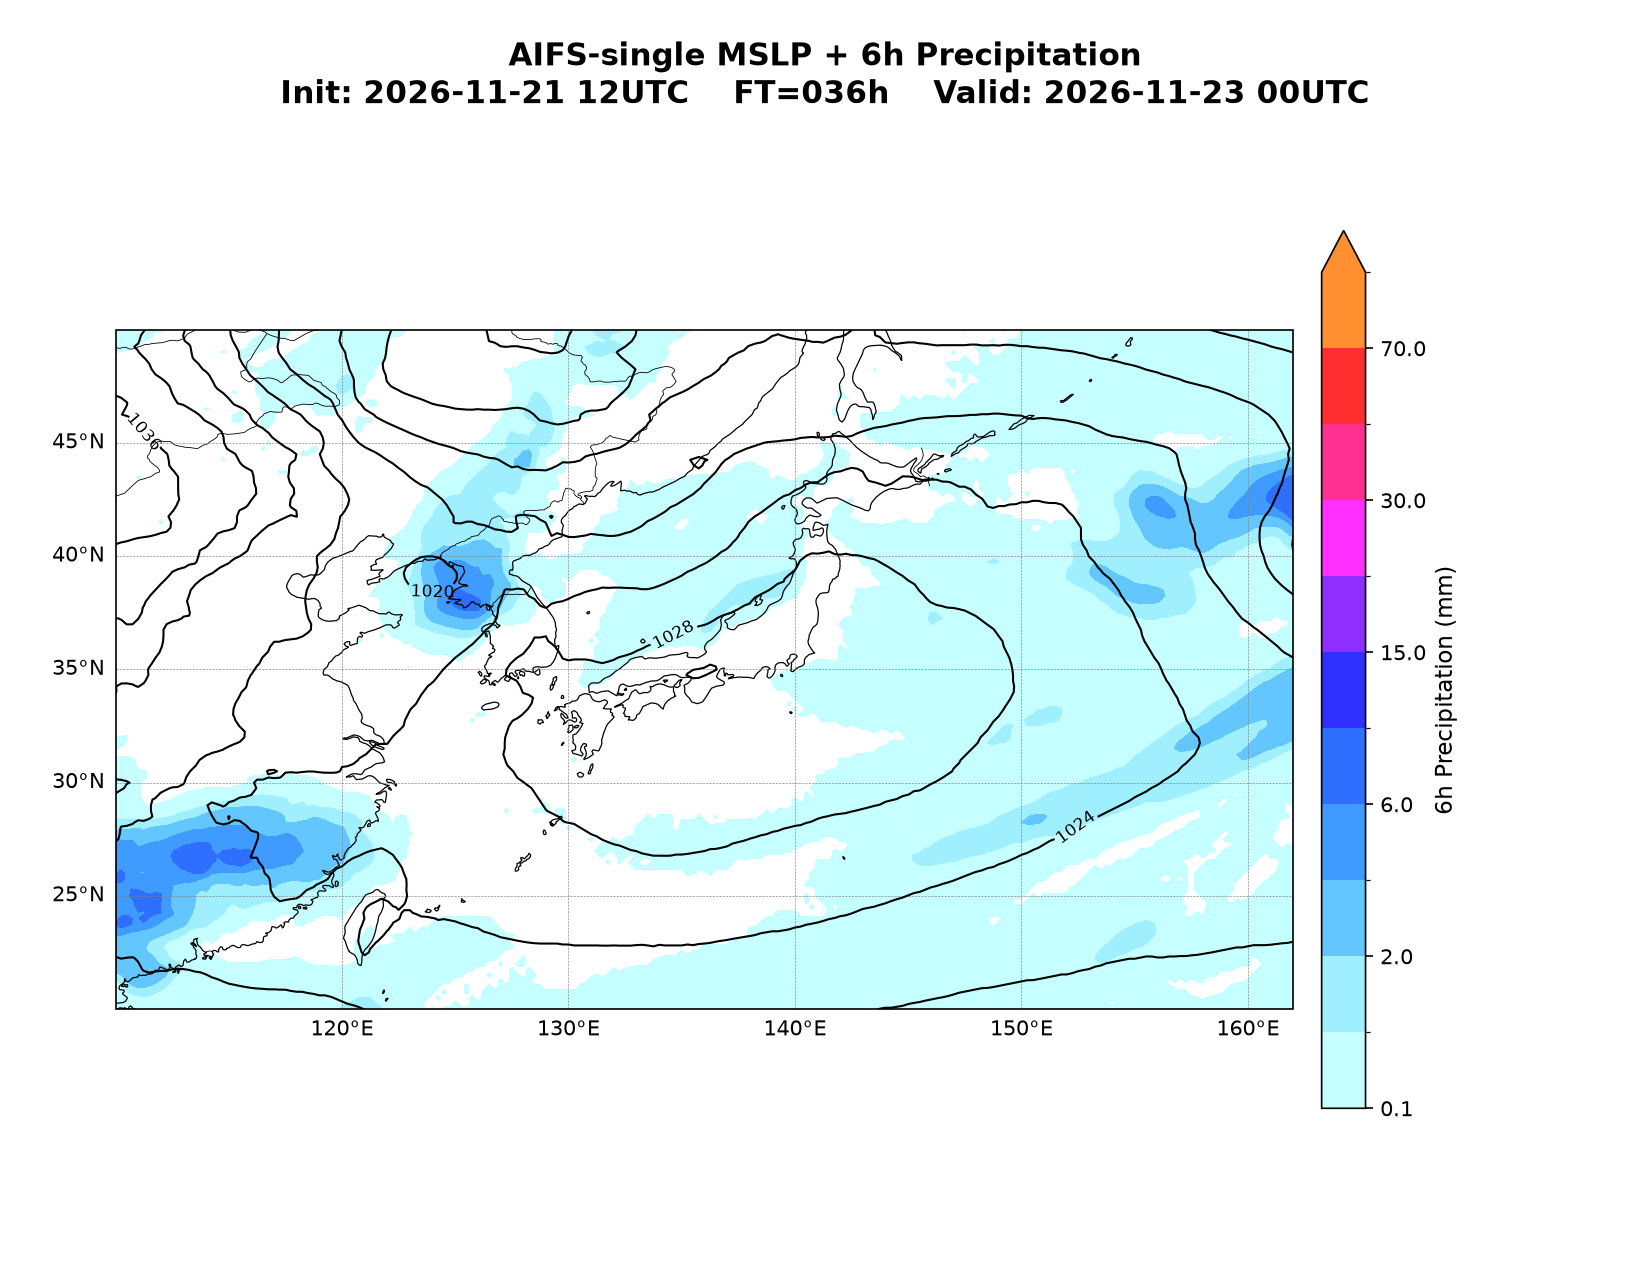 AIFS-single MSLP + 6h Precipitation
Init: 2026-11-21 12UTC    FT=036h    Valid: 2026-11-23 00UTC
70.0
30.0
15.0
6.0
2.0
0.1
6h Precipitation (mm)
45°N
40°N
35°N
30°N
25°N
120°E
130°E
140°E
150°E
160°E
1036
1020
1028
1024